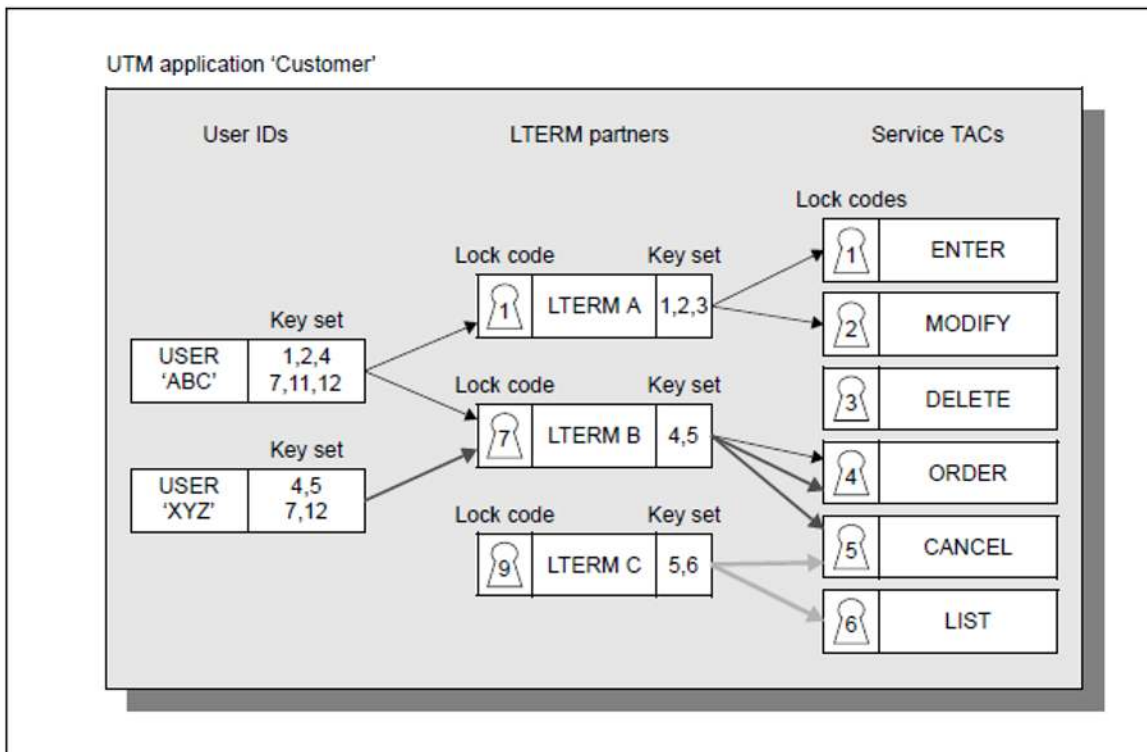 UTM application ‘Customer’
User IDs
LTERM partners
Service TACs
Lock codes
Lock code
Key set
1
ENTER
1
LTERM A
1,2,3
2
MODIFY
Key set
USER
‘ABC’
1,2,4
7,11,12
3
DELETE
Lock code
Key set
7
LTERM B
4,5
4
ORDER
Key set
USER
‘XYZ’
4,5
7,12
Lock code
Key set
5
CANCEL
9
LTERM C
5,6
6
LIST